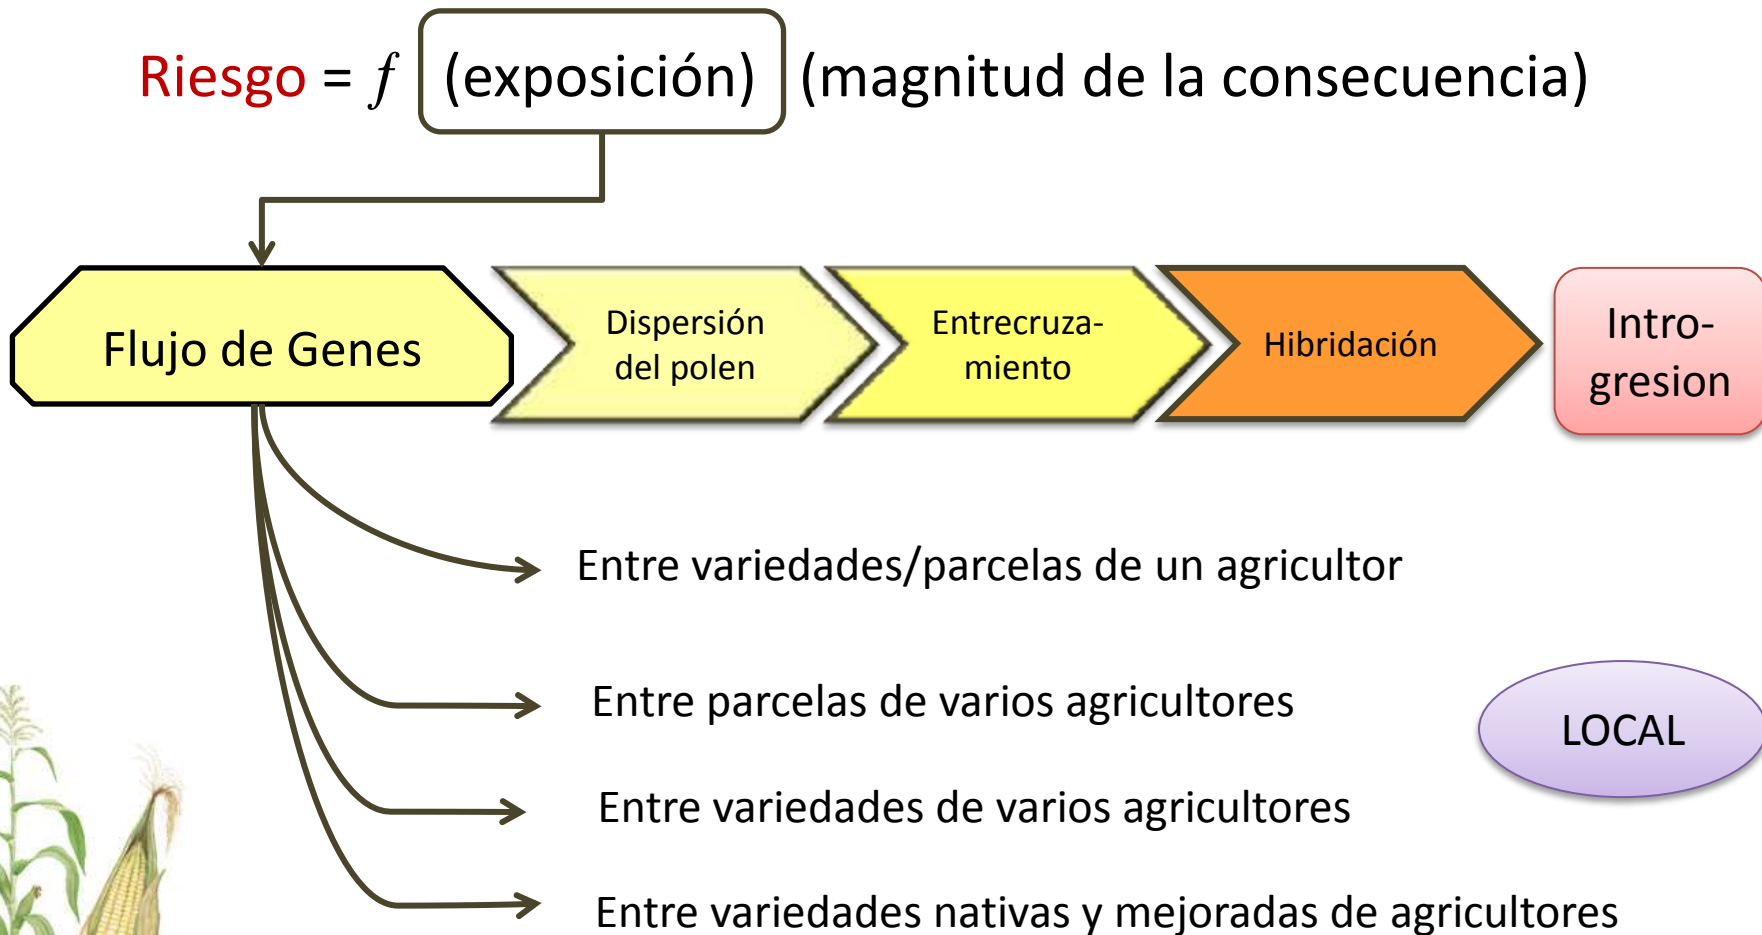 Riesgo = f (exposición) (magnitud de la consecuencia)
Flujo de Genes
Dispersión
del polen
Entrecruza-
miento
Hibridación
Intro-
gresion
Entre variedades/parcelas de un agricultor
Entre parcelas de varios agricultores
LOCAL
Entre variedades de varios agricultores
Entre variedades nativas y mejoradas de agricultores